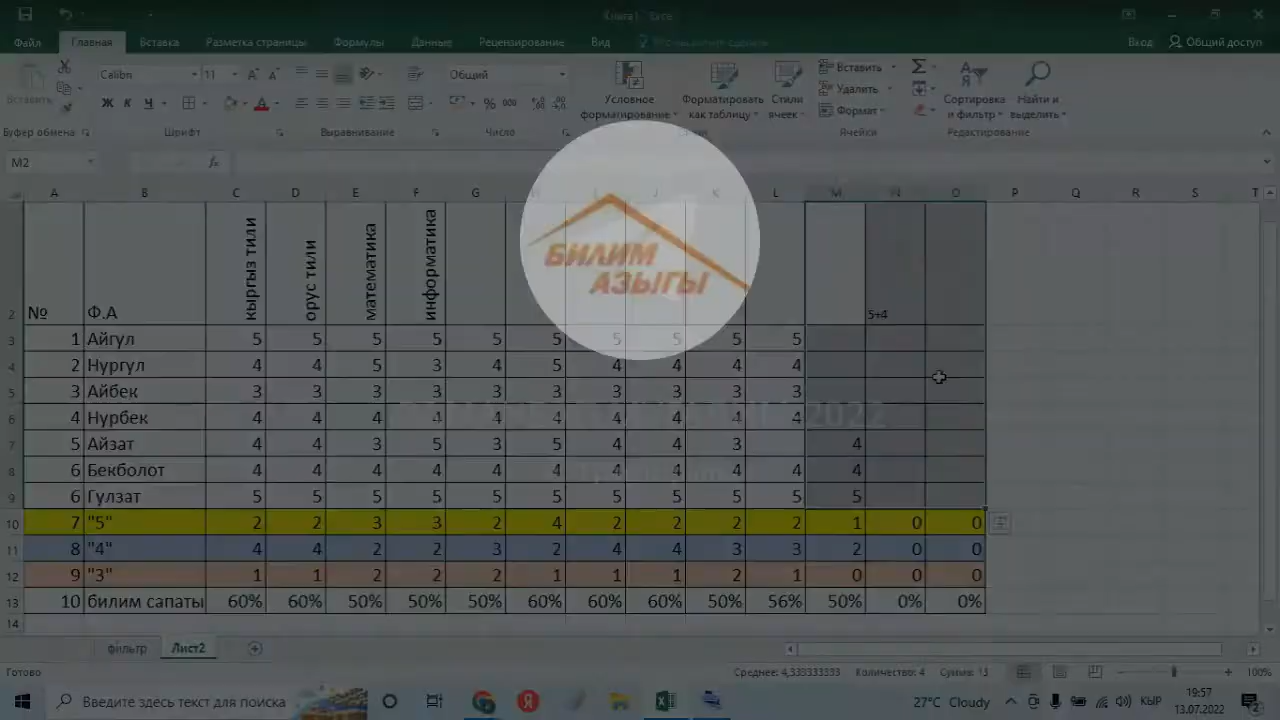 Книга1 - Excel
Файл Главная Вставка Разметка страницы Формулы Данные Рецензирование Вид Вход Общий доступ
Вставить Calibri 11 Общий Условное форматирование Форматировать как таблицу Стили ячеек Вставить Удалить Формат Сортировка и фильтр Найти и выделить
Ж К Ч % 000
Буфер обмена Шрифт Выравнивание Число Ячейки Редактирование
M2 fx
A B C D E F G H I J K L M N O P Q R S T
2 № Ф.А кыргыз тили орус тили математика информатика 5+4
БИЛИМ
АЗЫГЫ
3 1 Айгул 5 5 5 5 5 5 5 5 5 5
4 2 Нургул 4 4 5 3 4 5 4 4 4 4
5 3 Айбек 3 3 3 3 3 3 3 3 3 3
6 4 Нурбек 4 4 4 4 4 4 4 4 4 4
2022
7 5 Айзат 4 4 3 5 3 5 4 4 3 4
8 6 Бекболот 4 4 4 4 4 4 4 4 4 4 4
9 6 Гулзат 5 5 5 5 5 5 5 5 5 5 5
10 7 "5" 2 2 3 3 2 4 2 2 2 2 1 0 0
11 8 "4" 4 4 2 2 3 2 4 4 3 3 2 0 0
12 9 "3" 1 1 2 2 2 1 1 1 2 1 0 0 0
13 10 билим сапаты 60% 60% 50% 50% 50% 60% 60% 60% 50% 56% 50% 0% 0%
14
фильтр Лист2
Готово Среднее: 4,333333333 Количество: 4 Сумма: 13 100%
Введите здесь текст для поиска 27°C Cloudy КЫР 19:57
13.07.2022